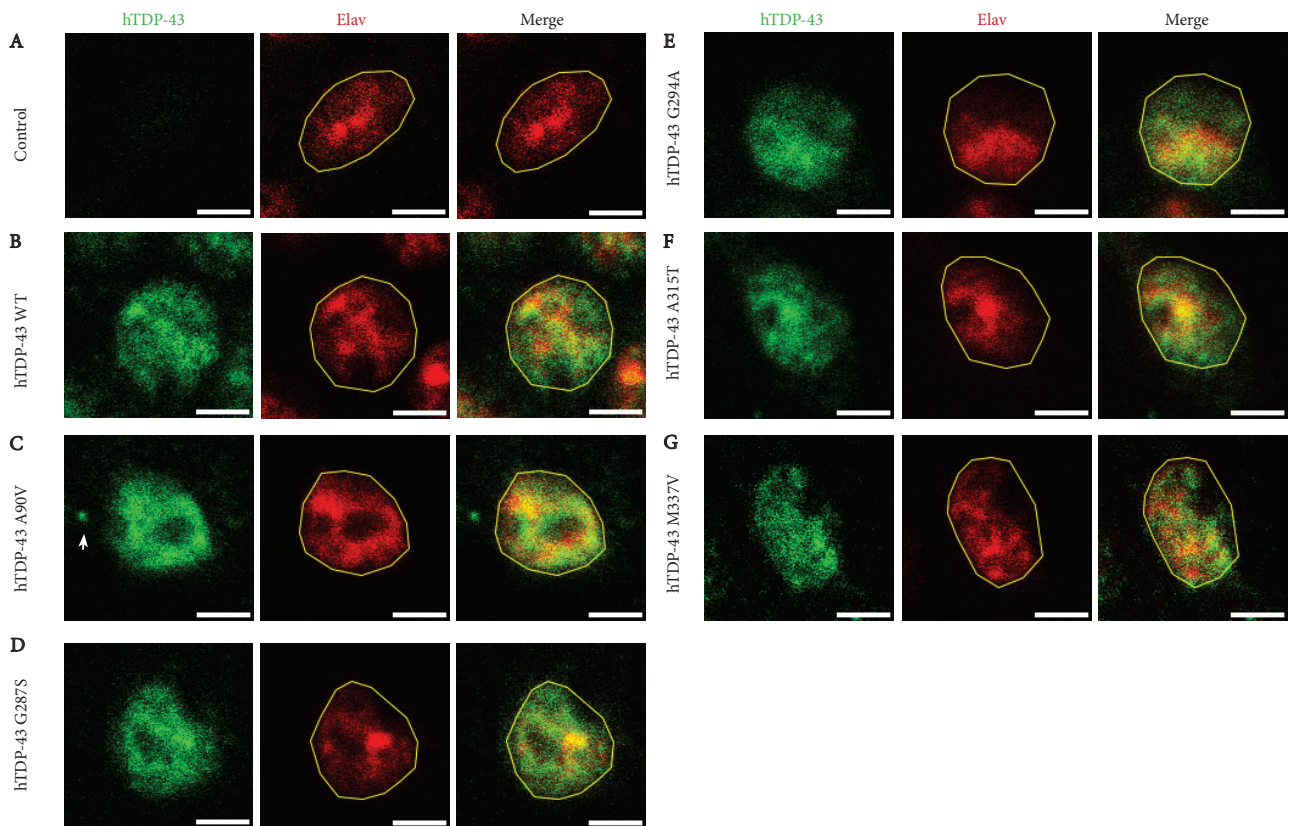 hTDP-43 Elav Merge
A
Control
B
hTDP-43 WT
C
hTDP-43 A90V
D
hTDP-43 G287S
hTDP-43 Elav Merge
E
hTDP-43 G294A
F
hTDP-43 A315T
G
hTDP-43 M337V